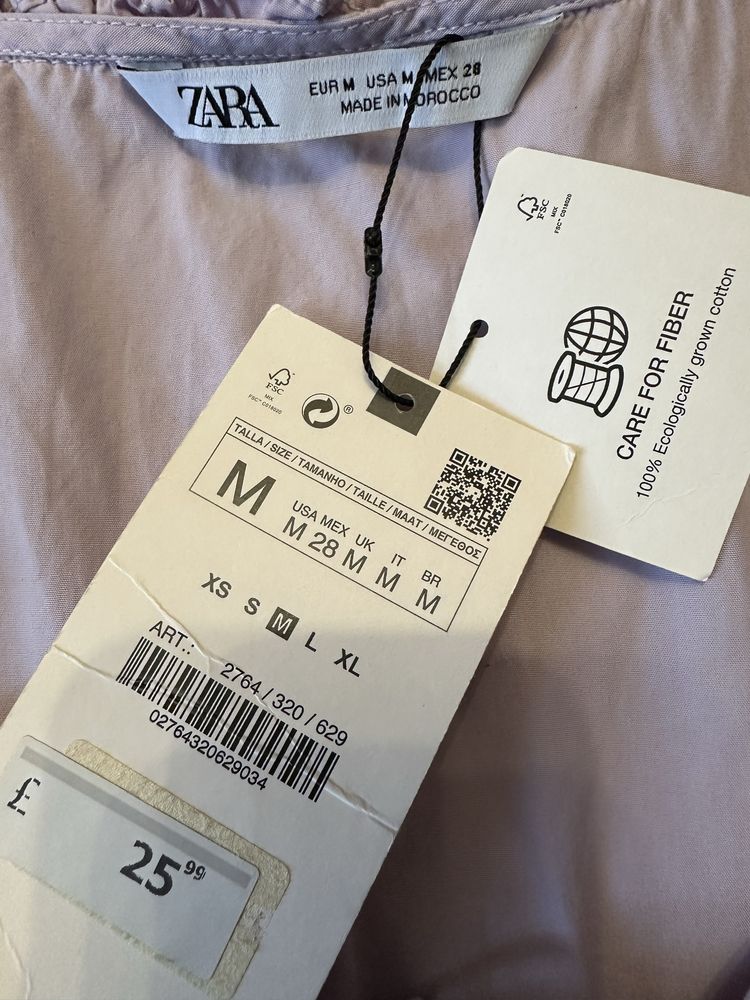 ZARA
EUR M USA M MEX 28
MADE IN MOROCCO
FSC
MIX
FSC™ C018020
CARE FOR FIBER
100% Ecologically grown cotton
FSC
MIX
FSC™ C018020
®
TALLA / SIZE / TAMANHO / TAILLE / MAAT / ΜΕΓΕΘΟΣ
M
USA MEX UK IT BR
M 28 M M M
XS S M L XL
ART.:
2764 / 320 / 629
02764320629034
£
25 99